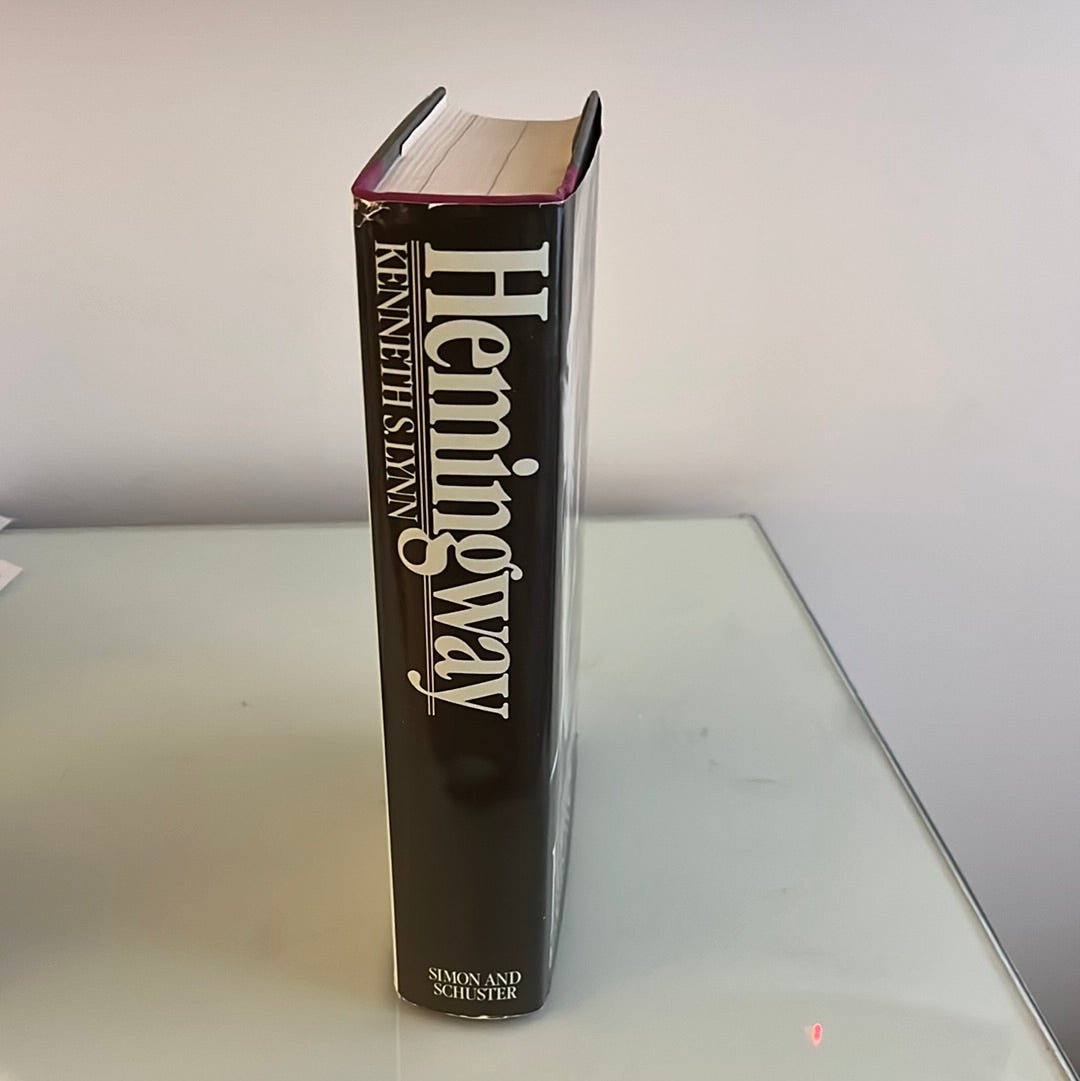 Hemingway
KENNETH S. LYNN
SIMON AND
SCHUSTER